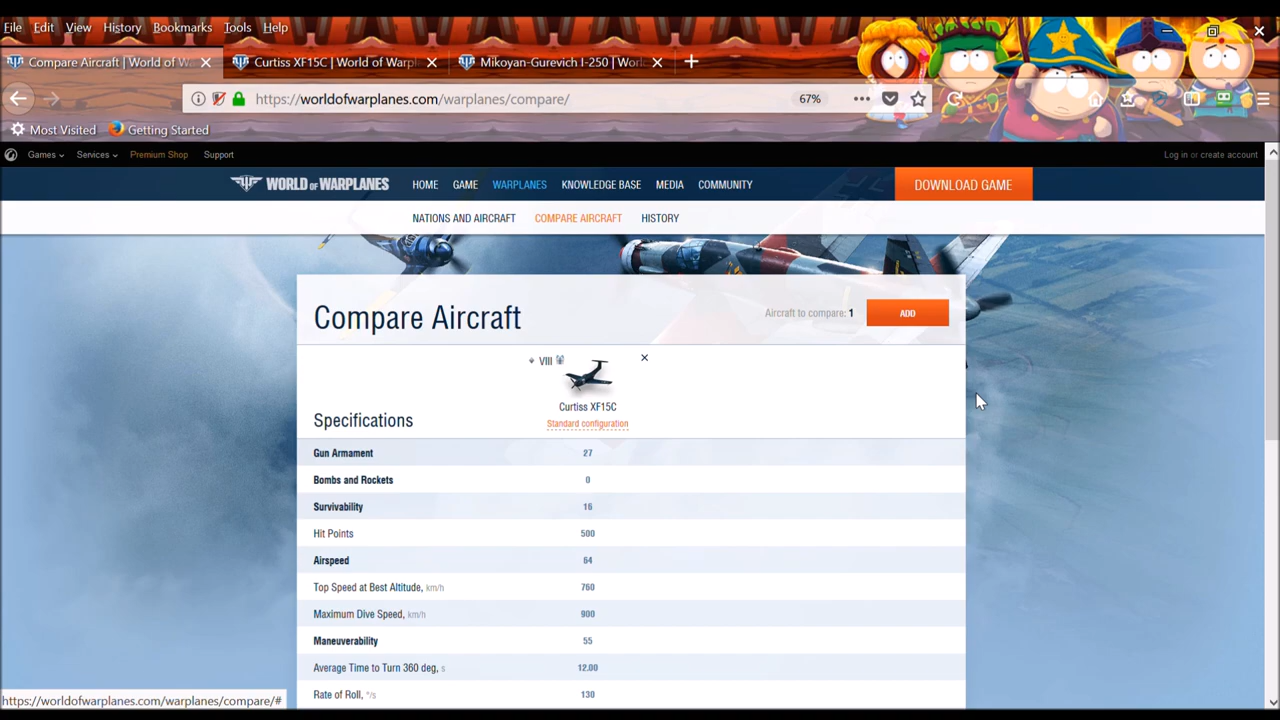 File Edit View History Bookmarks Tools Help
Compare Aircraft | World of W Curtiss XF15C | World of Warpl Mikoyan-Gurevich I-250 | Worl
https://worldofwarplanes.com/warplanes/compare/ 67%
Most Visited Getting Started
Games Services Premium Shop Support Log in or create account
WORLD OF WARPLANES HOME GAME WARPLANES KNOWLEDGE BASE MEDIA COMMUNITY DOWNLOAD GAME
NATIONS AND AIRCRAFT COMPARE AIRCRAFT HISTORY
Compare Aircraft Aircraft to compare: 1 ADD
VIII
Curtiss XF15C
Specifications Standard configuration
Gun Armament 27
Bombs and Rockets 0
Survivability 16
Hit Points 500
Airspeed 54
Top Speed at Best Altitude, km/h 760
Maximum Dive Speed, km/h 900
Maneuverability 55
Average Time to Turn 360 deg, s 12.00
Rate of Roll, °/s 130
https://worldofwarplanes.com/warplanes/compare/#